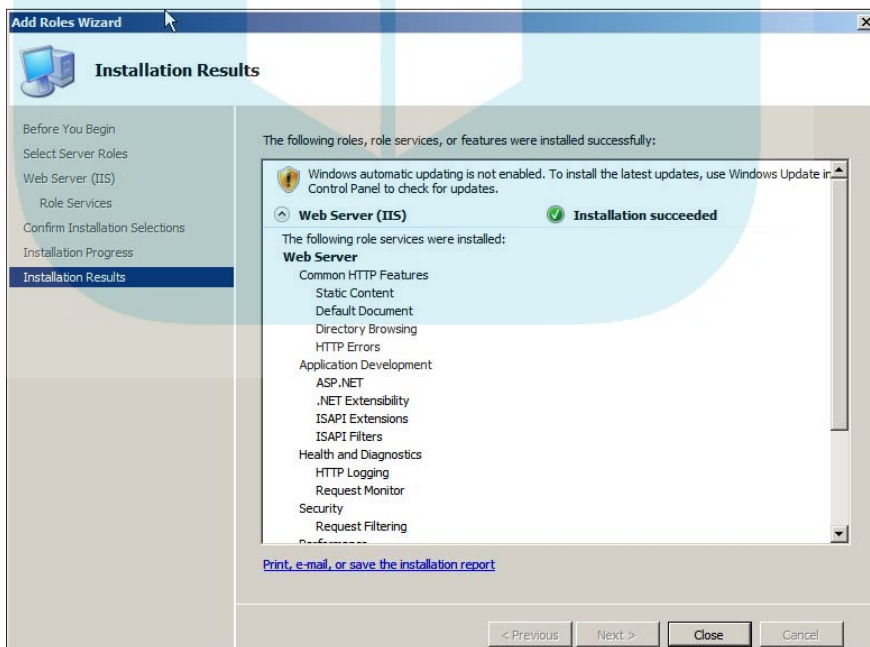 Add Roles Wizard
Installation Results
Before You Begin
Select Server Roles
Web Server (IIS)
Role Services
Confirm Installation Selections
Installation Progress
Installation Results
The following roles, role services, or features were installed successfully:
Windows automatic updating is not enabled. To install the latest updates, use Windows Update in
Control Panel to check for updates.
Web Server (IIS) Installation succeeded
The following role services were installed:
Web Server
Common HTTP Features
Static Content
Default Document
Directory Browsing
HTTP Errors
Application Development
ASP.NET
.NET Extensibility
ISAPI Extensions
ISAPI Filters
Health and Diagnostics
HTTP Logging
Request Monitor
Security
Request Filtering
Print, e-mail, or save the installation report
< Previous Next > Close Cancel